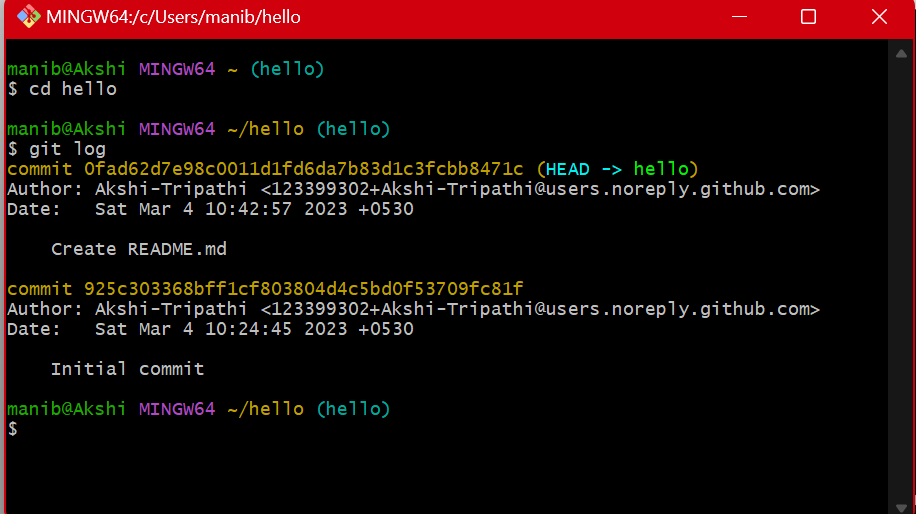 MINGW64:/c/Users/manib/hello
manib@Akshi MINGW64 ~ (hello)
$ cd hello
manib@Akshi MINGW64 ~/hello (hello)
$ git log
commit 0fad62d7e98c0011d1fd6da7b83d1c3fcbb8471c (HEAD -> hello)
Author: Akshi-Tripathi <123399302+Akshi-Tripathi@users.noreply.github.com>
Date:   Sat Mar 4 10:42:57 2023 +0530
    Create README.md
commit 925c303368bff1cf803804d4c5bd0f53709fc81f
Author: Akshi-Tripathi <123399302+Akshi-Tripathi@users.noreply.github.com>
Date:   Sat Mar 4 10:24:45 2023 +0530
    Initial commit
manib@Akshi MINGW64 ~/hello (hello)
$